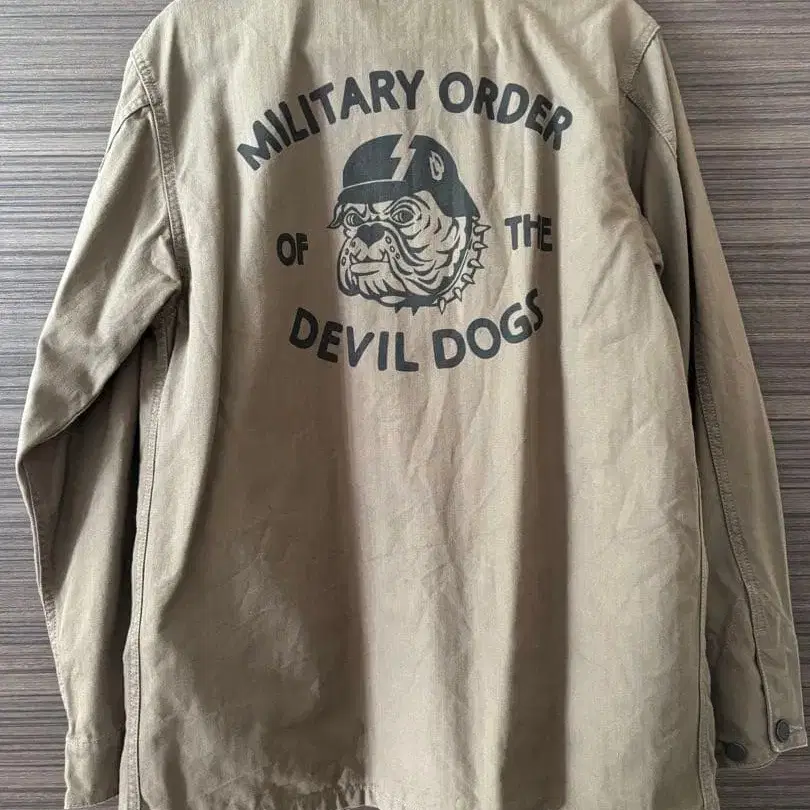 MILITARY ORDER
OF THE
DEVIL DOGS